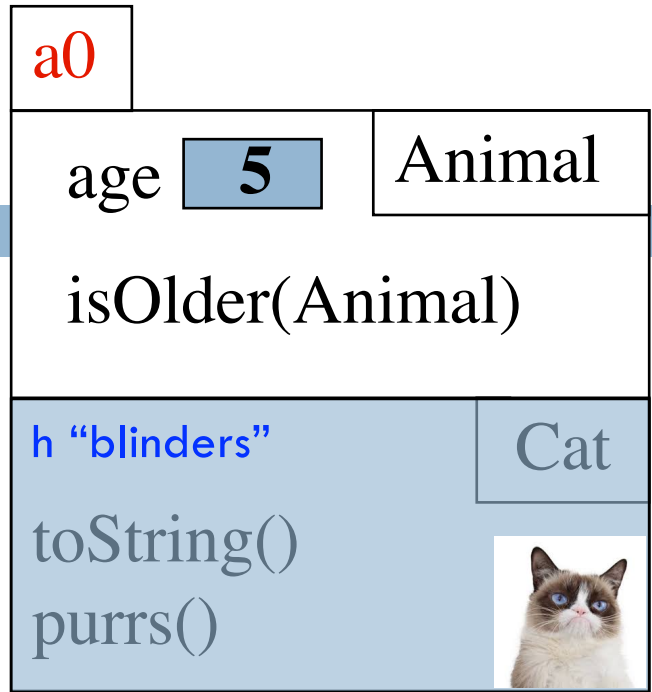 a0
age 5 Animal
isOlder(Animal)
h “blinders” Cat
toString()
purrs()